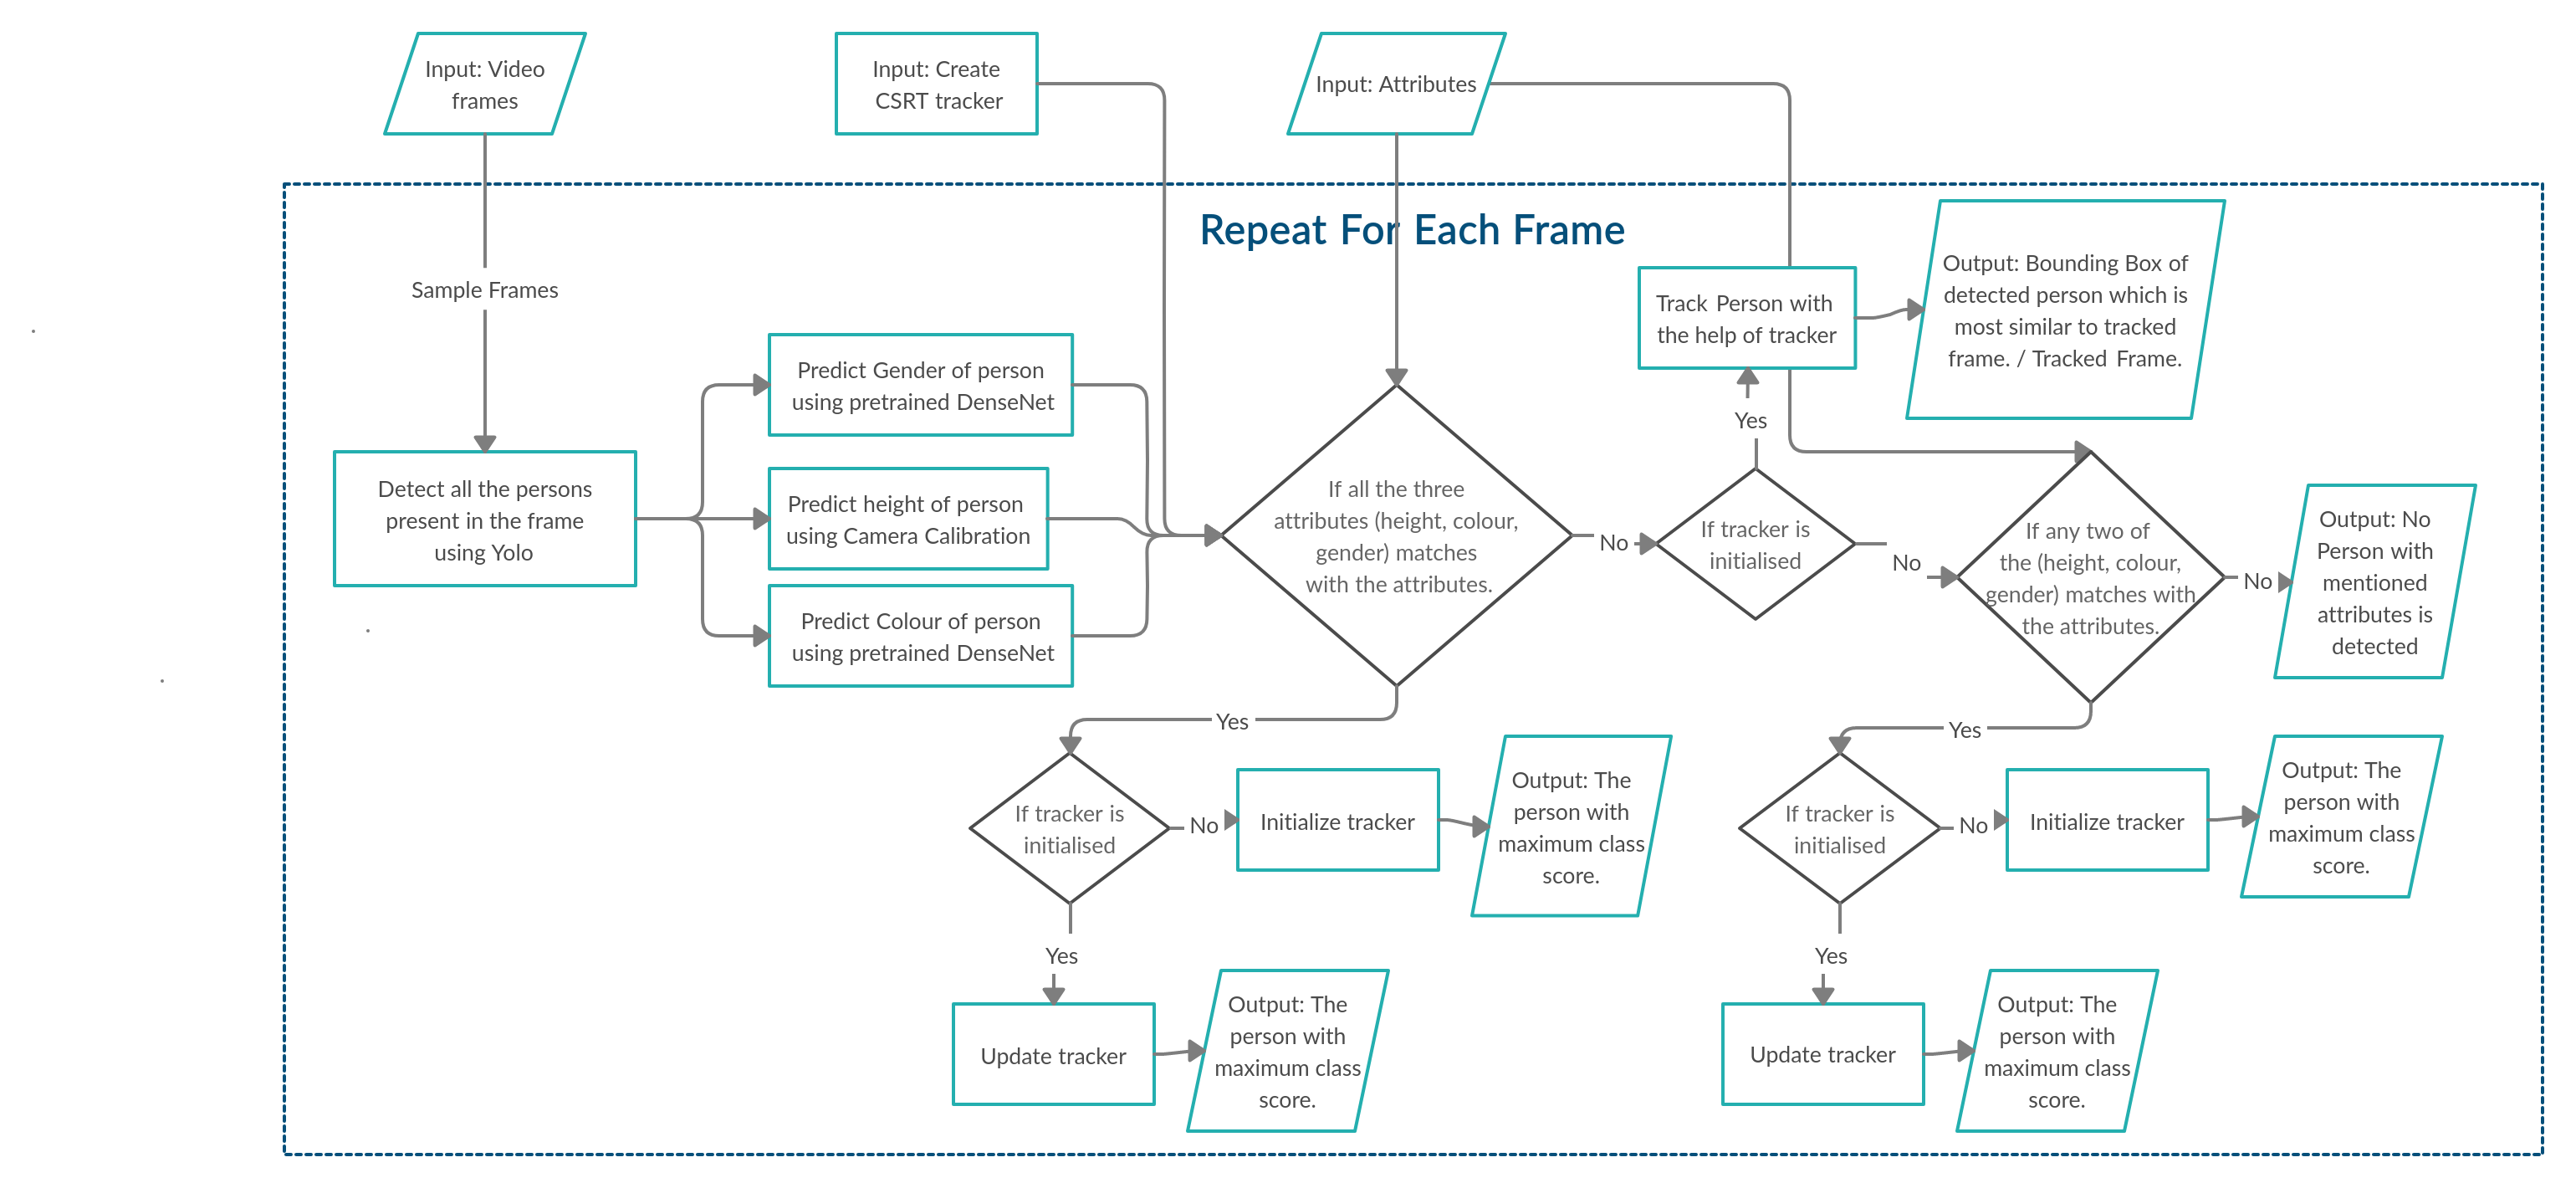 Input: Video
frames
Input: Create
CSRT tracker
Input: Attributes
Repeat For Each Frame
Sample Frames
Detect all the persons
present in the frame
using Yolo
Predict Gender of person
using pretrained DenseNet
Predict height of person
using Camera Calibration
Predict Colour of person
using pretrained DenseNet
If all the three
attributes (height, colour,
gender) matches
with the attributes.
No
If tracker is
initialised
Yes
Track Person with
the help of tracker
Output: Bounding Box of
detected person which is
most similar to tracked
frame. / Tracked Frame.
No
If any two of
the (height, colour,
gender) matches with
the attributes.
No
Output: No
Person with
mentioned
attributes is
detected
Yes
If tracker is
initialised
No
Initialize tracker
Output: The
person with
maximum class
score.
Yes
Update tracker
Output: The
person with
maximum class
score.
Yes
If tracker is
initialised
No
Initialize tracker
Output: The
person with
maximum class
score.
Yes
Update tracker
Output: The
person with
maximum class
score.